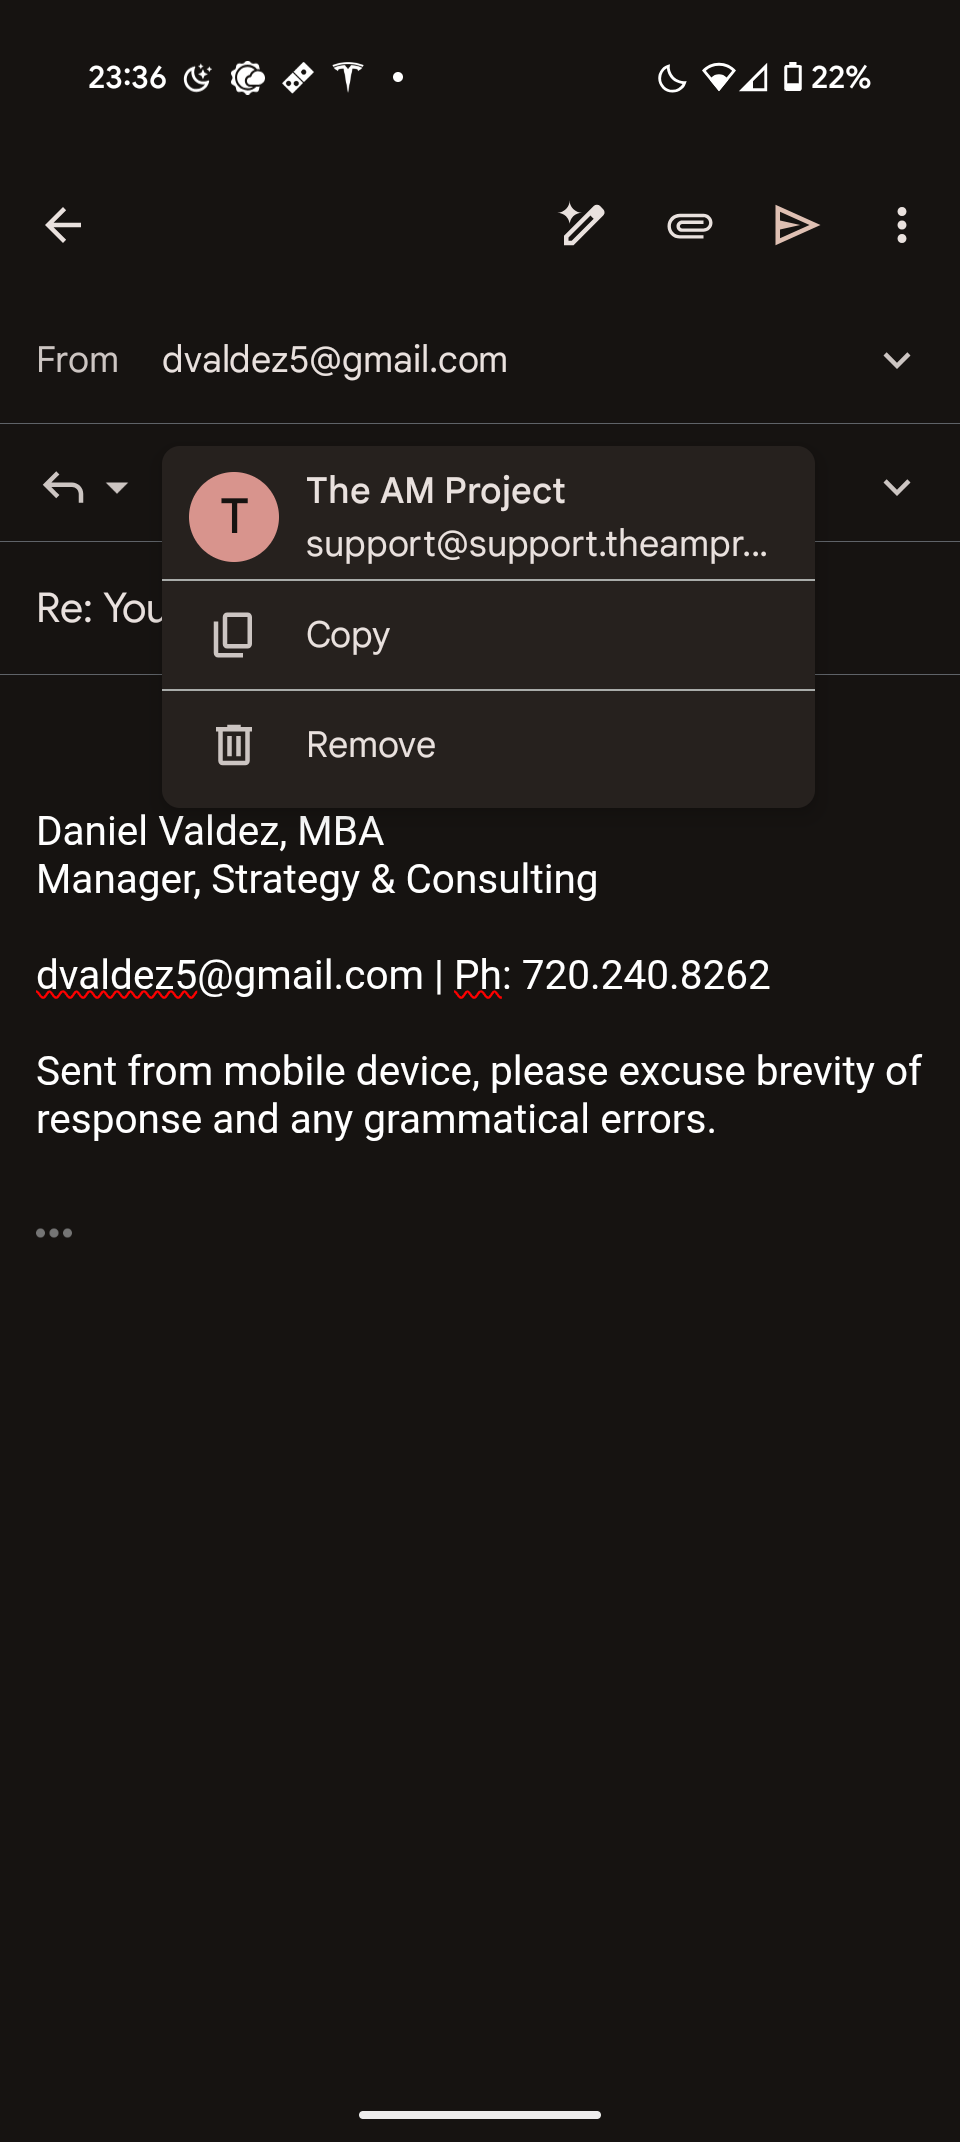 23:36
22%
From dvaldez5@gmail.com
T
The AM Project
support@support.theampr...
Re: You
Copy
Remove
Daniel Valdez, MBA
Manager, Strategy & Consulting
dvaldez5@gmail.com | Ph: 720.240.8262
Sent from mobile device, please excuse brevity of
response and any grammatical errors.